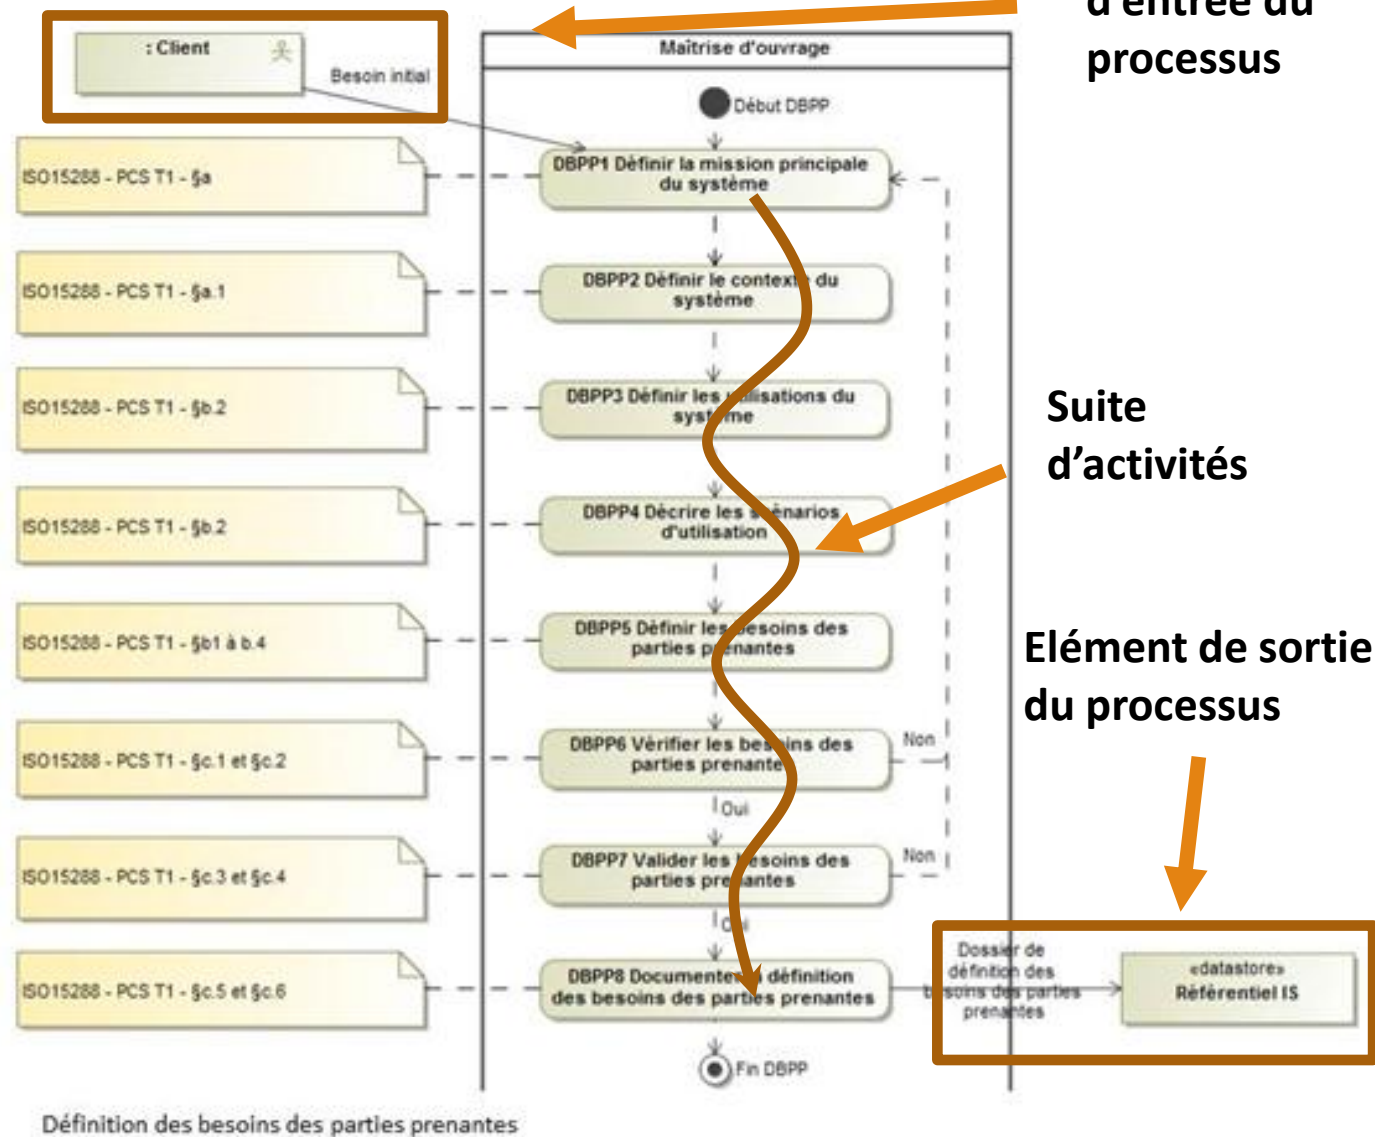 d'entrée du
processus
: Client
Besoin initial
Maîtrise d'ouvrage
Début DBPP
ISO15288 - PCS T1 - §a
DBPP1 Définir la mission principale
du système
ISO15288 - PCS T1 - §a.1
DBPP2 Définir le contexte du
système
ISO15288 - PCS T1 - §b.2
DBPP3 Définir les utilisations du
système
Suite
d'activités
ISO15288 - PCS T1 - §b.2
DBPP4 Décrire les scénarios
d'utilisation
ISO15288 - PCS T1 - §b1 à b.4
DBPP5 Définir les besoins des
parties prenantes
Elément de sortie
du processus
ISO15288 - PCS T1 - §c.1 et §c.2
DBPP6 Vérifier les besoins des
parties prenantes
Non
Oui
ISO15288 - PCS T1 - §c.3 et §c.4
DBPP7 Valider les besoins des
parties prenantes
Non
Oui
ISO15288 - PCS T1 - §c.5 et §c.6
DBPP8 Documenter la définition
des besoins des parties prenantes
Dossier de
définition des
besoins des parties
prenantes
«datastore»
Référentiel IS
Fin DBPP
Définition des besoins des parties prenantes